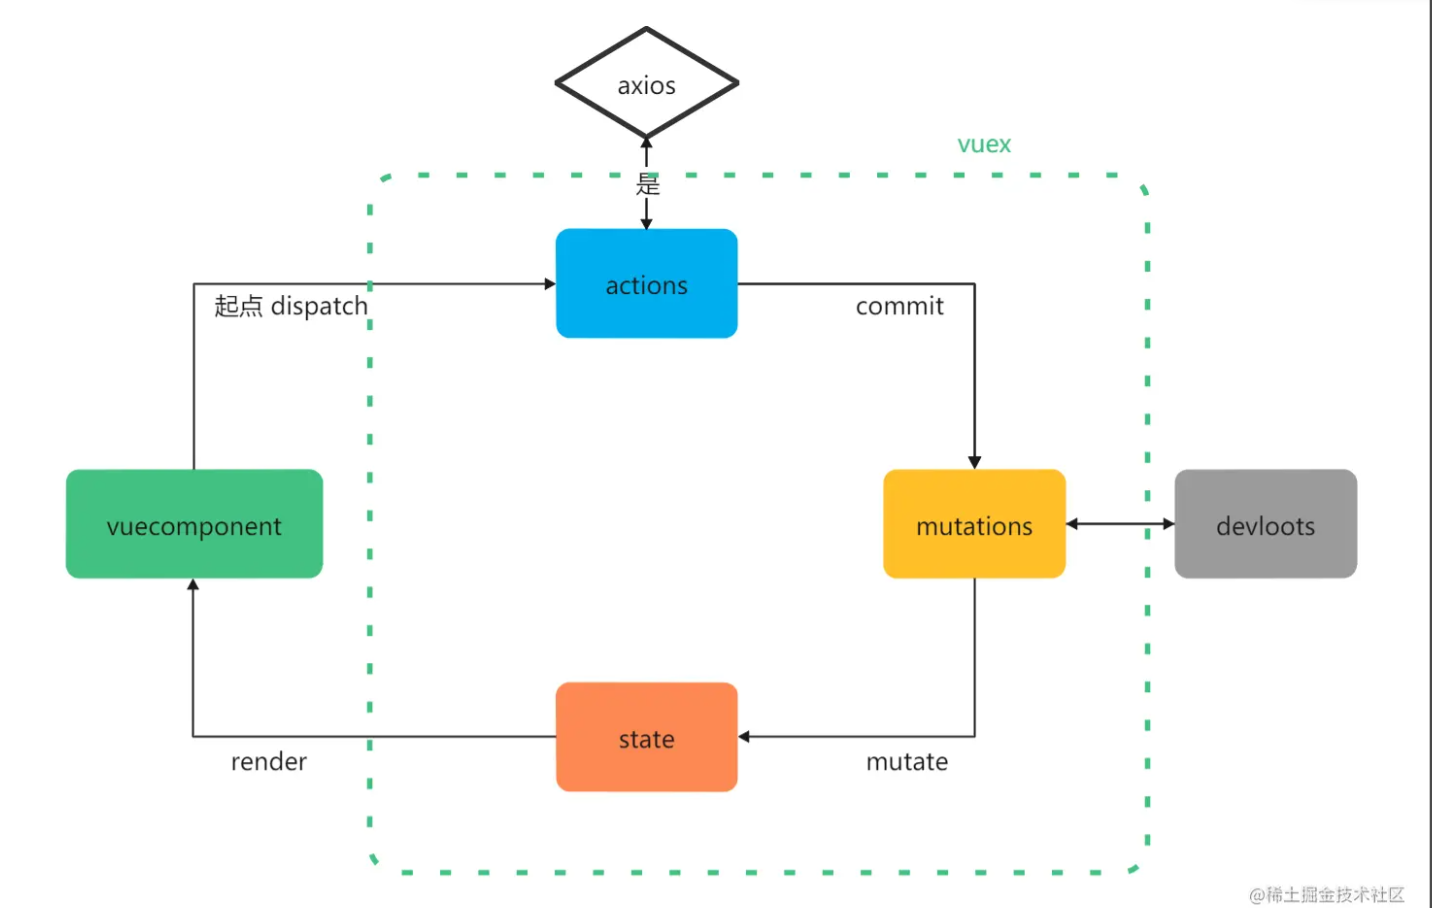 axios
vuex
是
actions
起点 dispatch
commit
vuecomponent
mutations
devloots
state
render
mutate
@稀土掘金技术社区